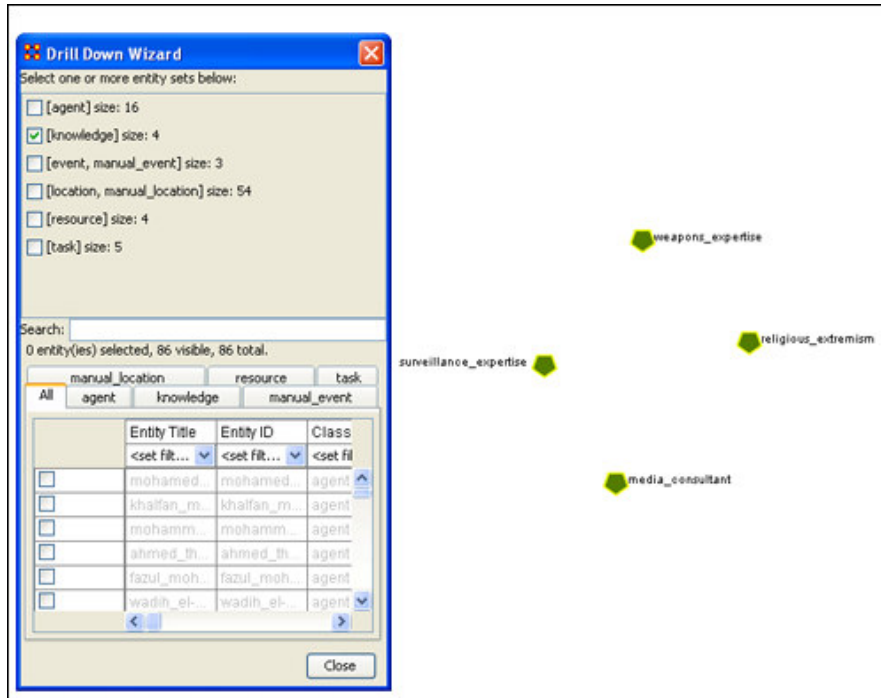 Drill Down Wizard
Select one or more entity sets below:
[agent] size: 16
[knowledge] size: 4
[event, manual_event] size: 3
[location, manual_location] size: 54
[resource] size: 4
[task] size: 5
Search:
0 entity(ies) selected, 86 visible, 86 total.
manual_location resource task
All agent knowledge manual_event
Entity Title Entity ID Class
<set filt... <set filt... <set fil
mohamed... mohamed... agent
khalfan_m... khalfan_m... agent
mohamm... mohamm... agent
ahmed_th... ahmed_th... agent
fazul_moh... fazul_moh... agent
wadih_el-... wadih_el-... agent
Close
weapons_expertise
religious_extremism
surveillance_expertise
media_consultant